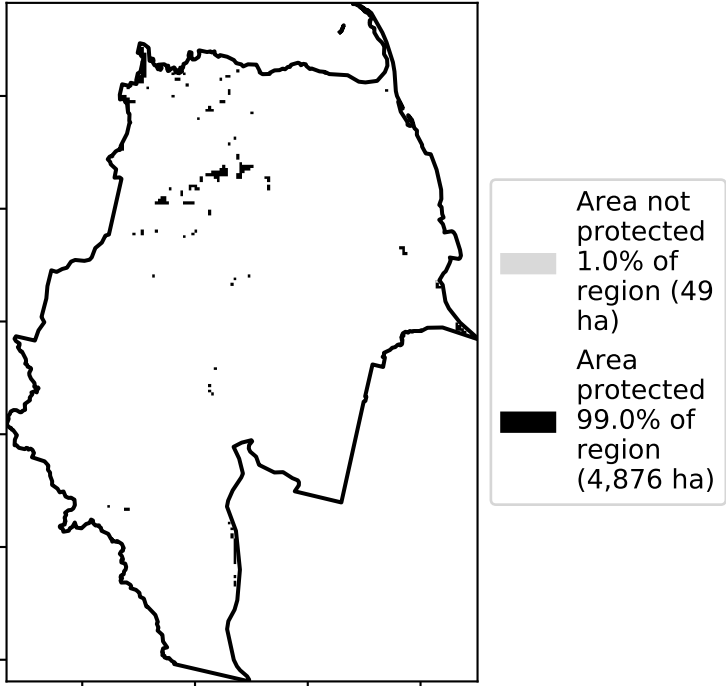 Area not
protected
1.0% of
region (49
ha)
Area
protected
99.0% of
region
(4,876 ha)